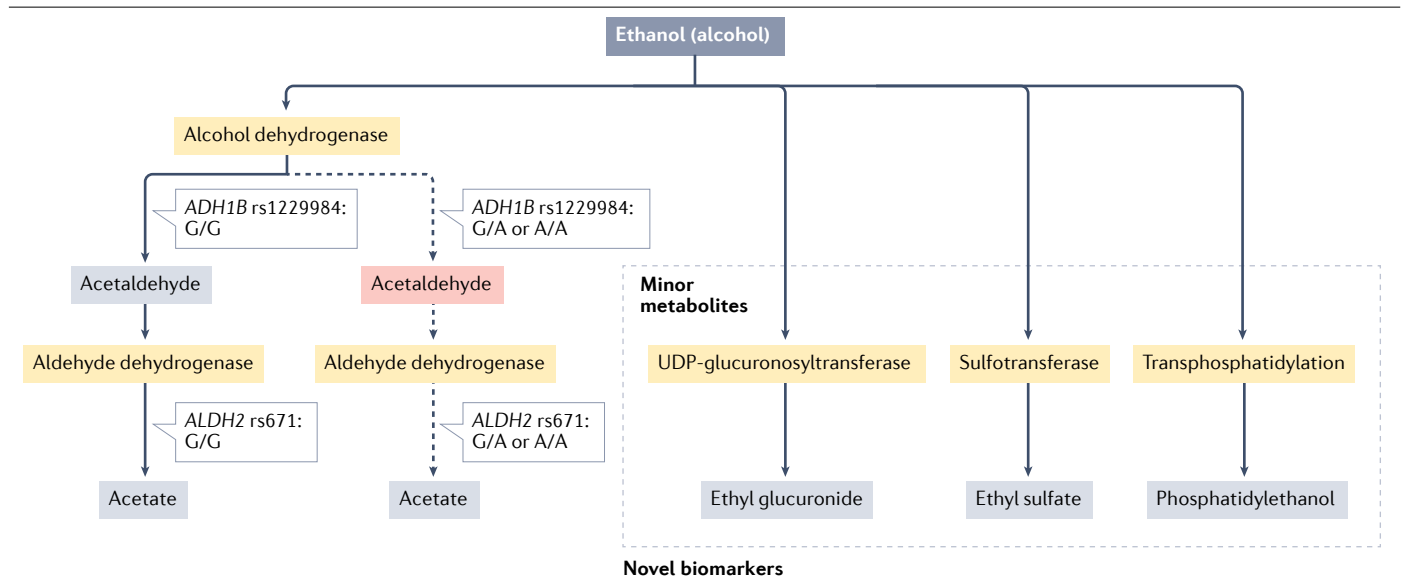 Ethanol (alcohol)
Alcohol dehydrogenase
ADH1B rs1229984:
G/G
ADH1B rs1229984:
G/A or A/A
Acetaldehyde
Acetaldehyde
Minor
metabolites
Aldehyde dehydrogenase
Aldehyde dehydrogenase
UDP-glucuronosyltransferase
Sulfotransferase
Transphosphatidylation
ALDH2 rs671:
G/G
ALDH2 rs671:
G/A or A/A
Acetate
Acetate
Ethyl glucuronide
Ethyl sulfate
Phosphatidylethanol
Novel biomarkers